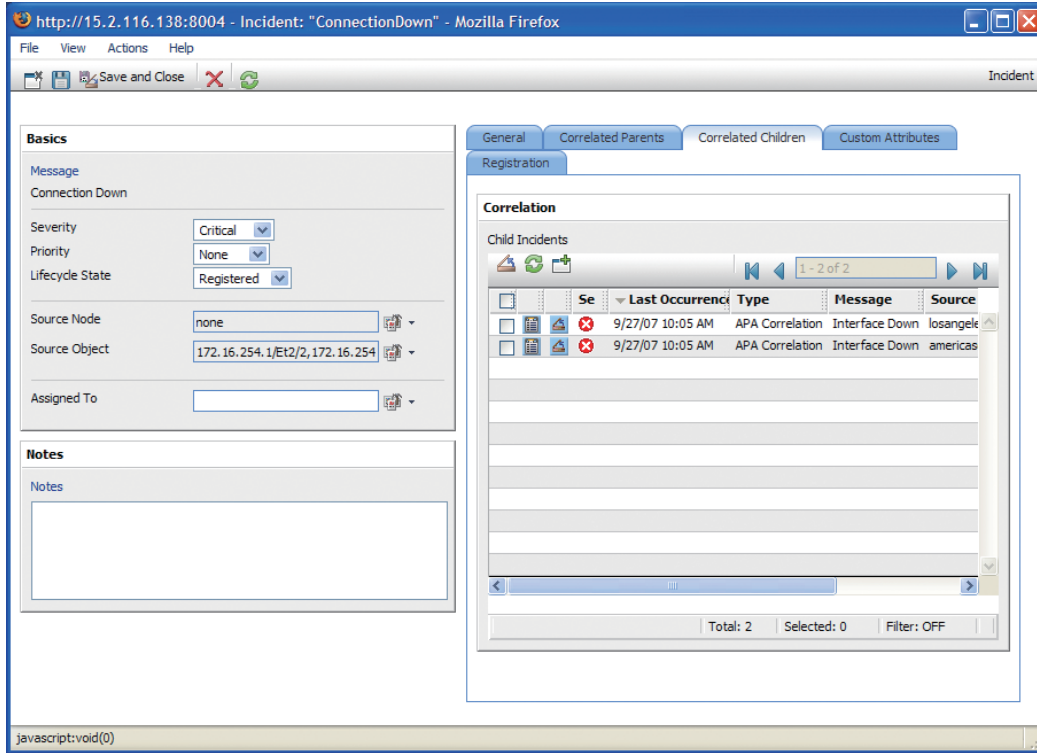 http://15.2.116.138:8004 - Incident: "ConnectionDown" - Mozilla Firefox
File View Actions Help
Save and Close
Incident
Basics
Message
Connection Down
Severity Critical
Priority None
Lifecycle State Registered
Source Node none
Source Object 172.16.254.1/Et2/2,172.16.254
Assigned To
Notes
Notes
General Correlated Parents Correlated Children Custom Attributes
Registration
Correlation
Child Incidents
1 - 2 of 2
Se Last Occurrence Type Message Source
9/27/07 10:05 AM APA Correlation Interface Down losangele
9/27/07 10:05 AM APA Correlation Interface Down americas
Total: 2 Selected: 0 Filter: OFF
javascript:void(0)